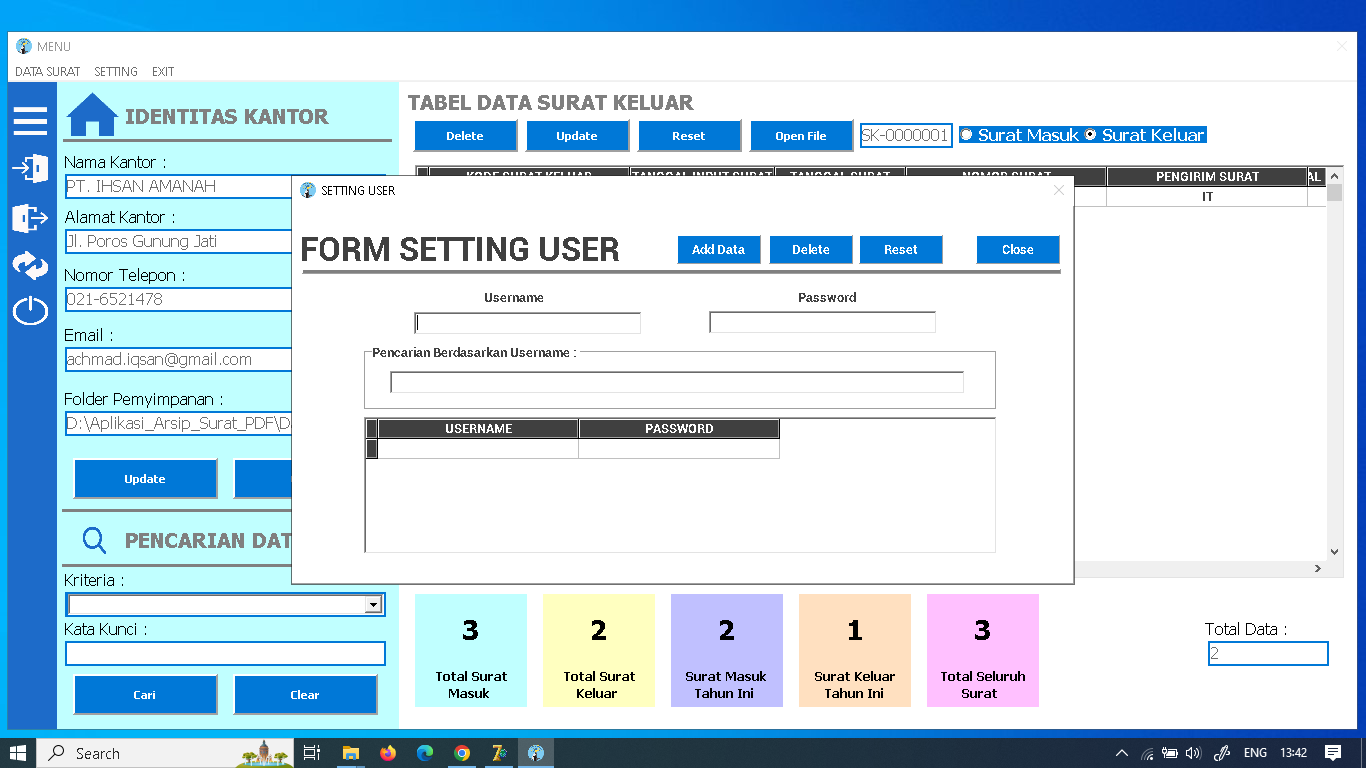 MENU
DATA SURAT SETTING EXIT
IDENTITAS KANTOR
Nama Kantor :
PT. IHSAN AMANAH
Alamat Kantor :
Jl. Poros Gunung Jati
Nomor Telepon :
021-6521478
Email :
achmad.iqsan@gmail.com
Folder Pemyimpanan :
D:\Aplikasi_Arsip_Surat_PDF\D
Update
PENCARIAN DAT
Kriteria :
Kata Kunci :
Cari Clear
TABEL DATA SURAT KELUAR
Delete Update Reset Open File SK-0000001 Surat Masuk Surat Keluar
KODE SURAT KELUAR TANGGAL INPUT SURAT TANGGAL SURAT NOMOR SURAT PENGIRIM SURAT AL
IT
SETTING USER
FORM SETTING USER
Add Data Delete Reset Close
Username Password
Pencarian Berdasarkan Username :
USERNAME PASSWORD
3
Total Surat
Masuk
2
Total Surat
Keluar
2
Surat Masuk
Tahun Ini
1
Surat Keluar
Tahun Ini
3
Total Seluruh
Surat
Total Data :
2
Search
ENG 13:42